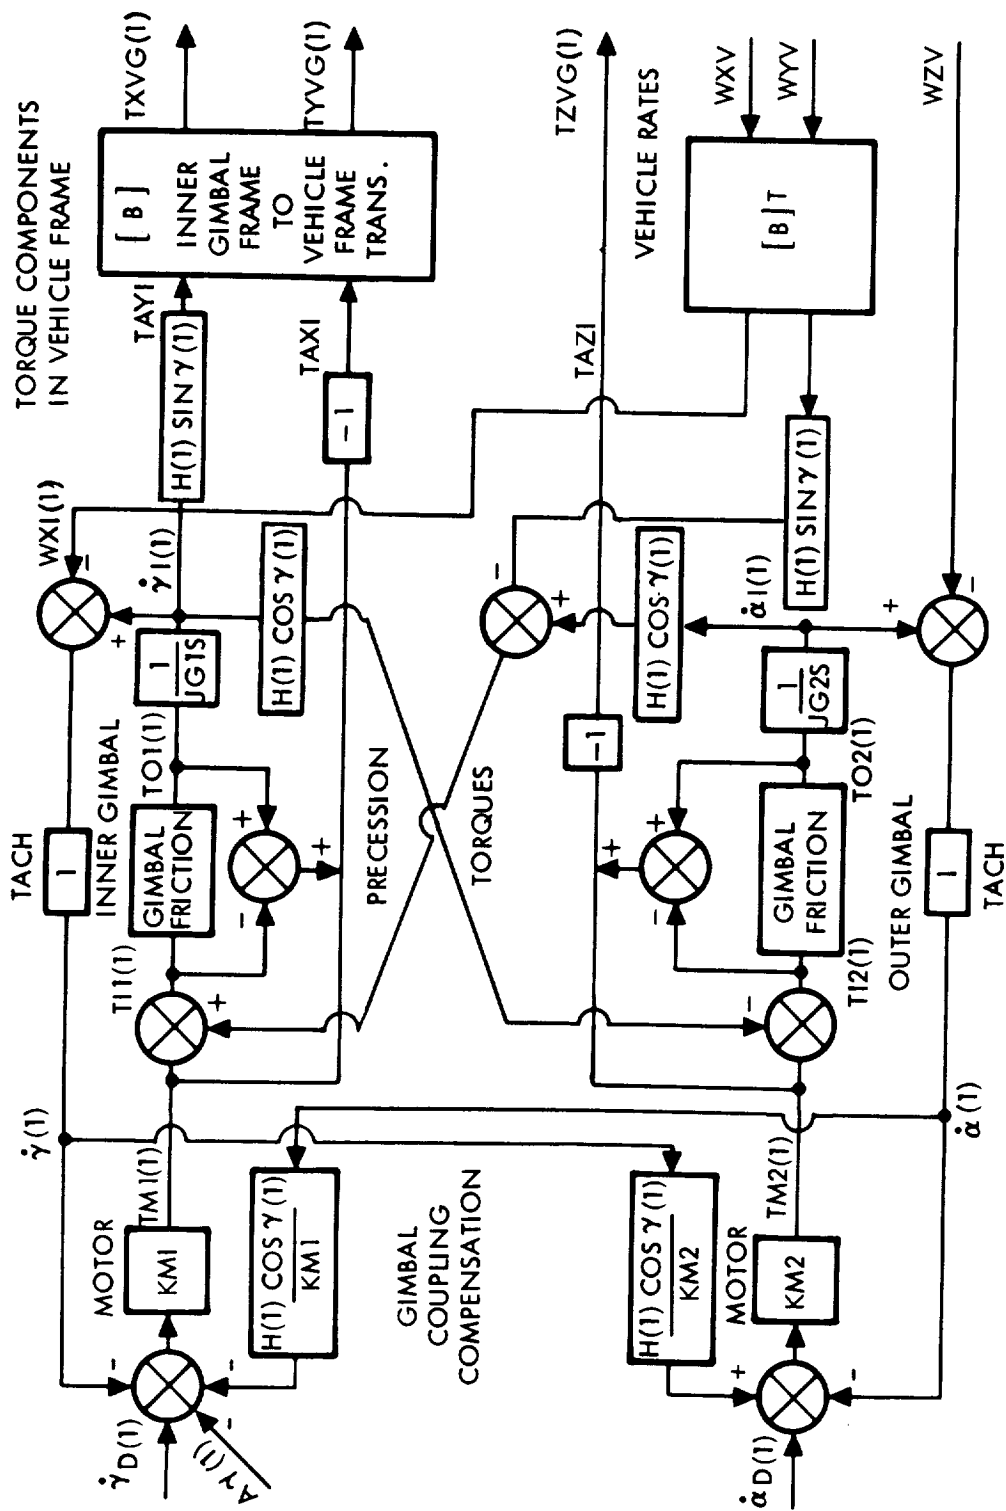 TORQUE COMPONENTS
IN VEHICLE FRAME
TACH
1
WXI(1)
-
+
γ̇(1)
γ̇I(1)
INNER GIMBAL
TI1(1)
GIMBAL
FRICTION
TO1(1)
1
JG1S
H(1) SIN γ (1)
TAYI
[ B ]
INNER
GIMBAL
FRAME
TO
VEHICLE
FRAME
TRANS.
TXVG(1)
TYVG(1)
MOTOR
KM1
TM1(1)
γ̇D(1)
Aγ (1)
-
-
-
+
-
+
+
H(1) COS γ (1)
-1
TAXI
H(1) COS γ (1)
KM1
GIMBAL
COUPLING
COMPENSATION
PRECESSION
TORQUES
-1
TAZI
TZVG(1)
VEHICLE RATES
WXV
WYV
[B]T
H(1) COS γ (1)
KM2
-
+
+
-
+
-
H(1) COS γ(1)
H(1) SIN γ (1)
MOTOR
KM2
TM2(1)
α̇D(1)
+
-
TI2(1)
GIMBAL
FRICTION
TO2(1)
1
JG2S
α̇I(1)
OUTER GIMBAL
+
-
WZV
α̇(1)
1
TACH